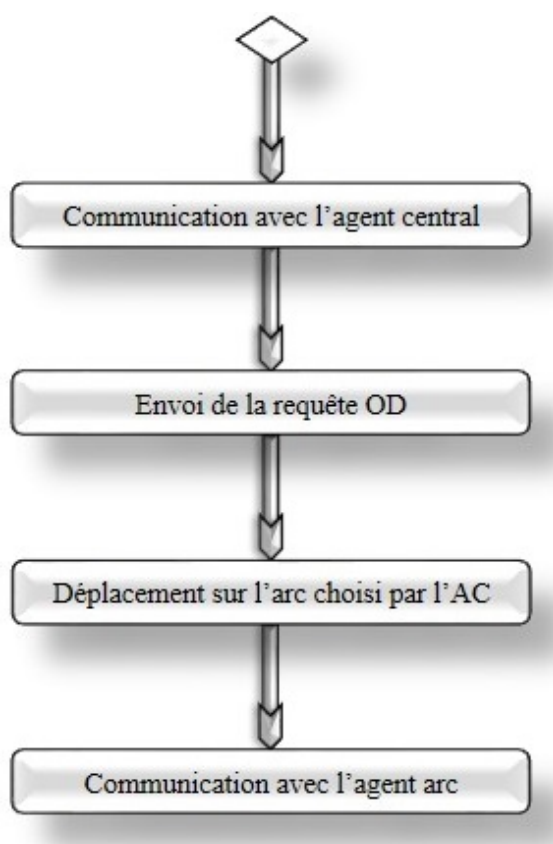 Communication avec l’agent central
Envoi de la requête OD
Déplacement sur l’arc choisi par l’AC
Communication avec l’agent arc